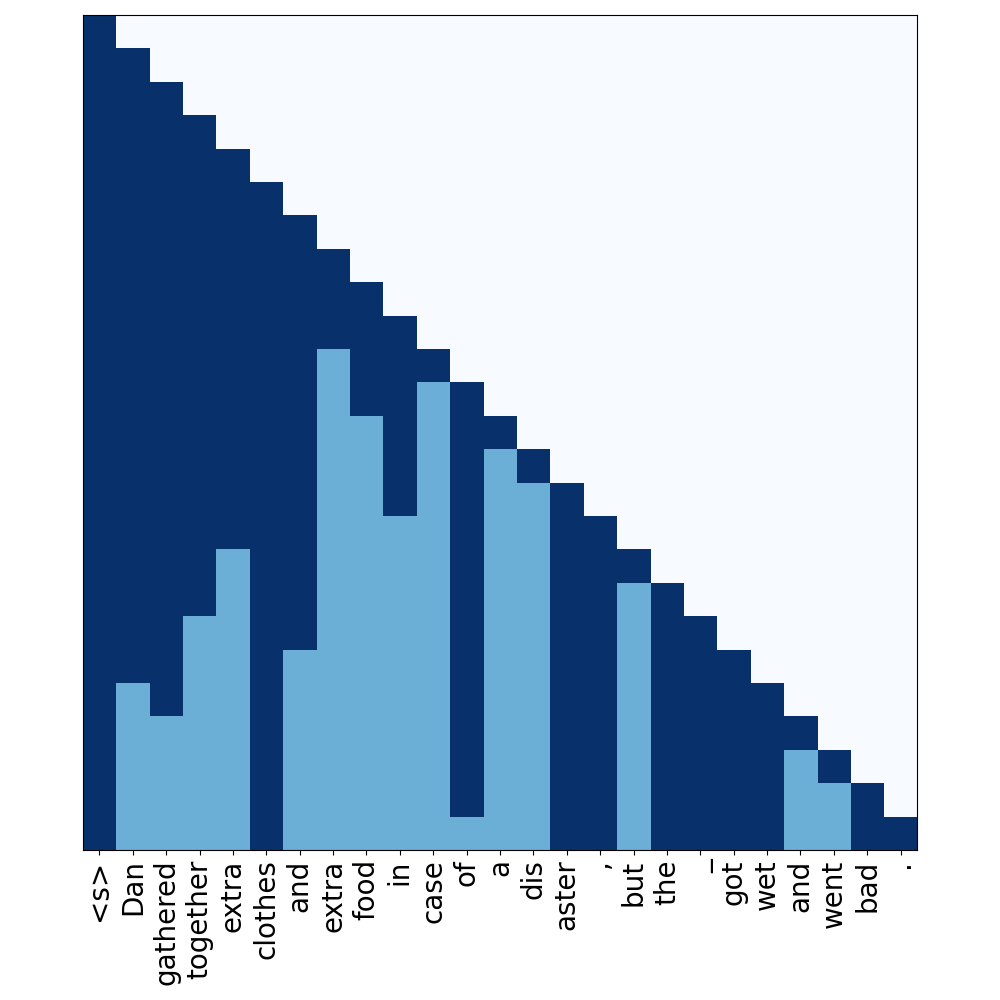 <s> Dan gathered together extra clothes and extra food in case of a dis aster , but the _ got wet and went bad .